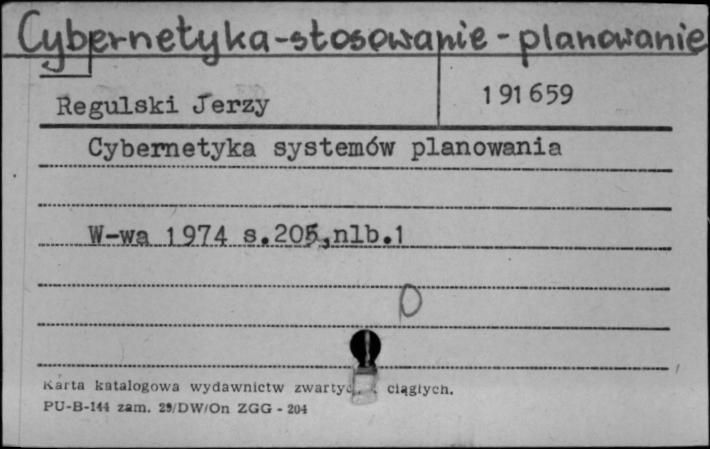 Cybernetyka-stosowanie-planowanie
Regulski Jerzy 191659
Cybernetyka systemów planowania
W-wa 1974 s.205,nlb.1
Karta katalogowa wydawnictw ciągłych.
PU-B-144 zam. 29/DW/On ZGG - 204